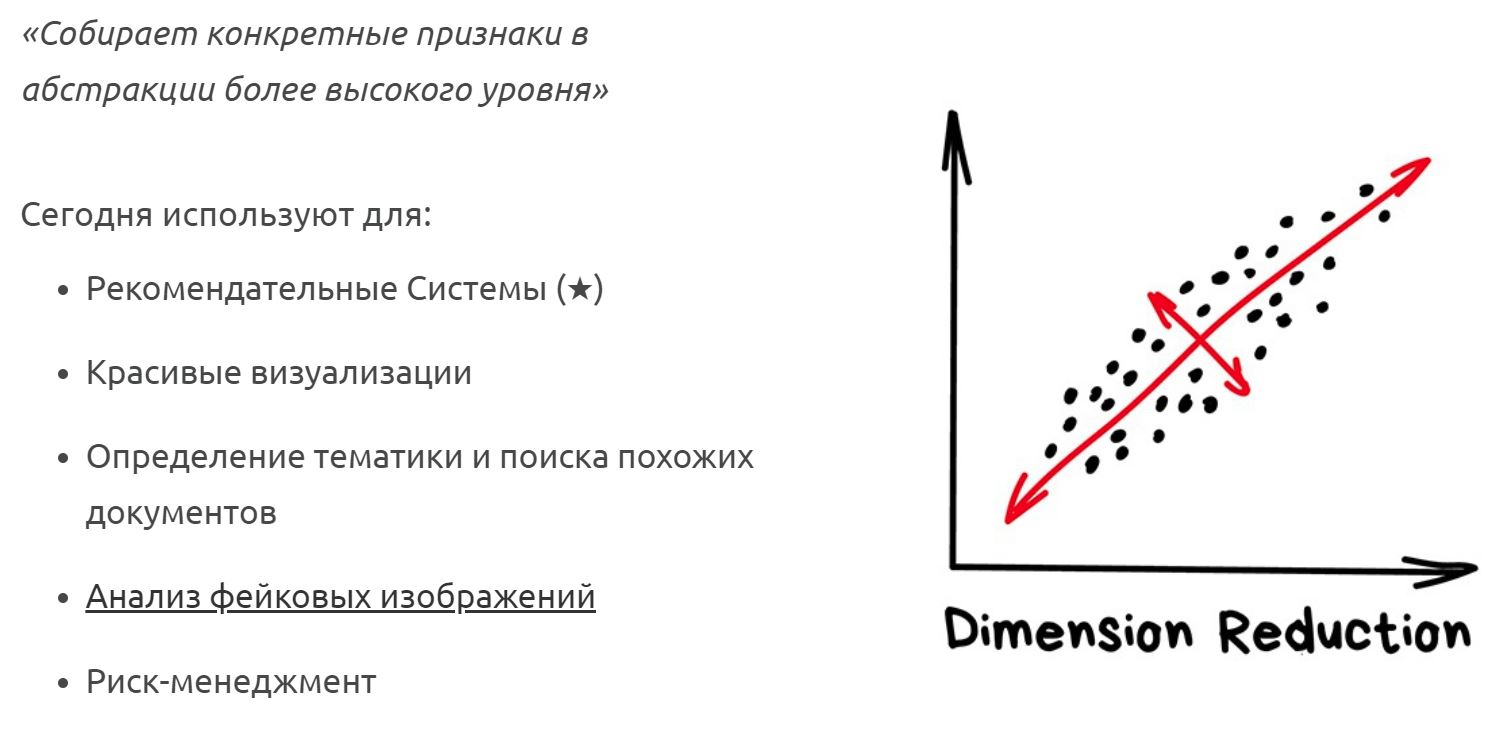 «Собирает конкретные признаки в
абстракции более высокого уровня»
Сегодня используют для:
• Рекомендательные Системы (★)
• Красивые визуализации
• Определение тематики и поиска похожих
документов
• Анализ фейковых изображений
• Риск-менеджмент
Dimension Reduction